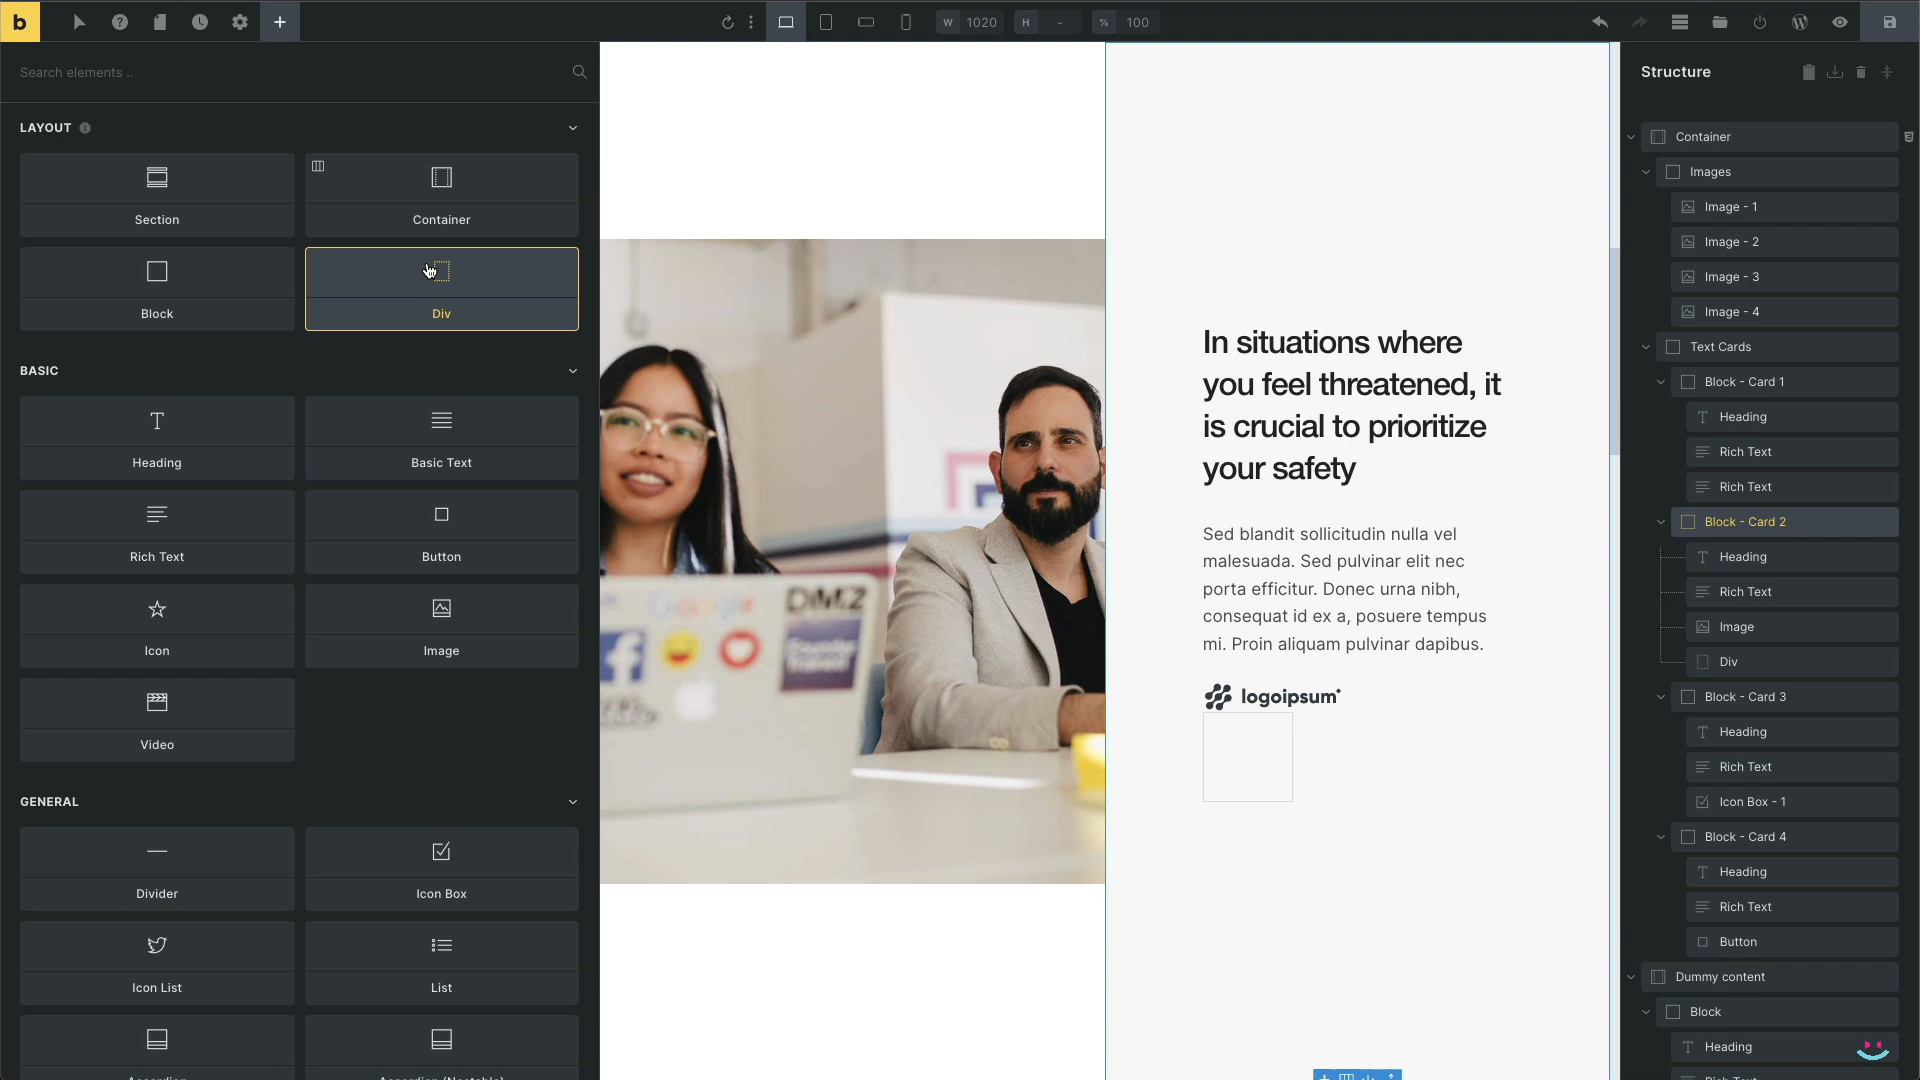 b
W 1020 H - % 100
Search elements ..
LAYOUT
Section
Container
Block
Div
BASIC
Heading
Basic Text
Rich Text
Button
Icon
Image
Video
GENERAL
Divider
Icon Box
Icon List
List
DMZ
Google
In situations where
you feel threatened, it
is crucial to prioritize
your safety
Sed blandit sollicitudin nulla vel
malesuada. Sed pulvinar elit nec
porta efficitur. Donec urna nibh,
consequat id ex a, posuere tempus
mi. Proin aliquam pulvinar dapibus.
logoipsum
Structure
Container
Images
Image - 1
Image - 2
Image - 3
Image - 4
Text Cards
Block - Card 1
Heading
Rich Text
Rich Text
Block - Card 2
Heading
Rich Text
Image
Div
Block - Card 3
Heading
Rich Text
Icon Box - 1
Block - Card 4
Heading
Rich Text
Button
Dummy content
Block
Heading